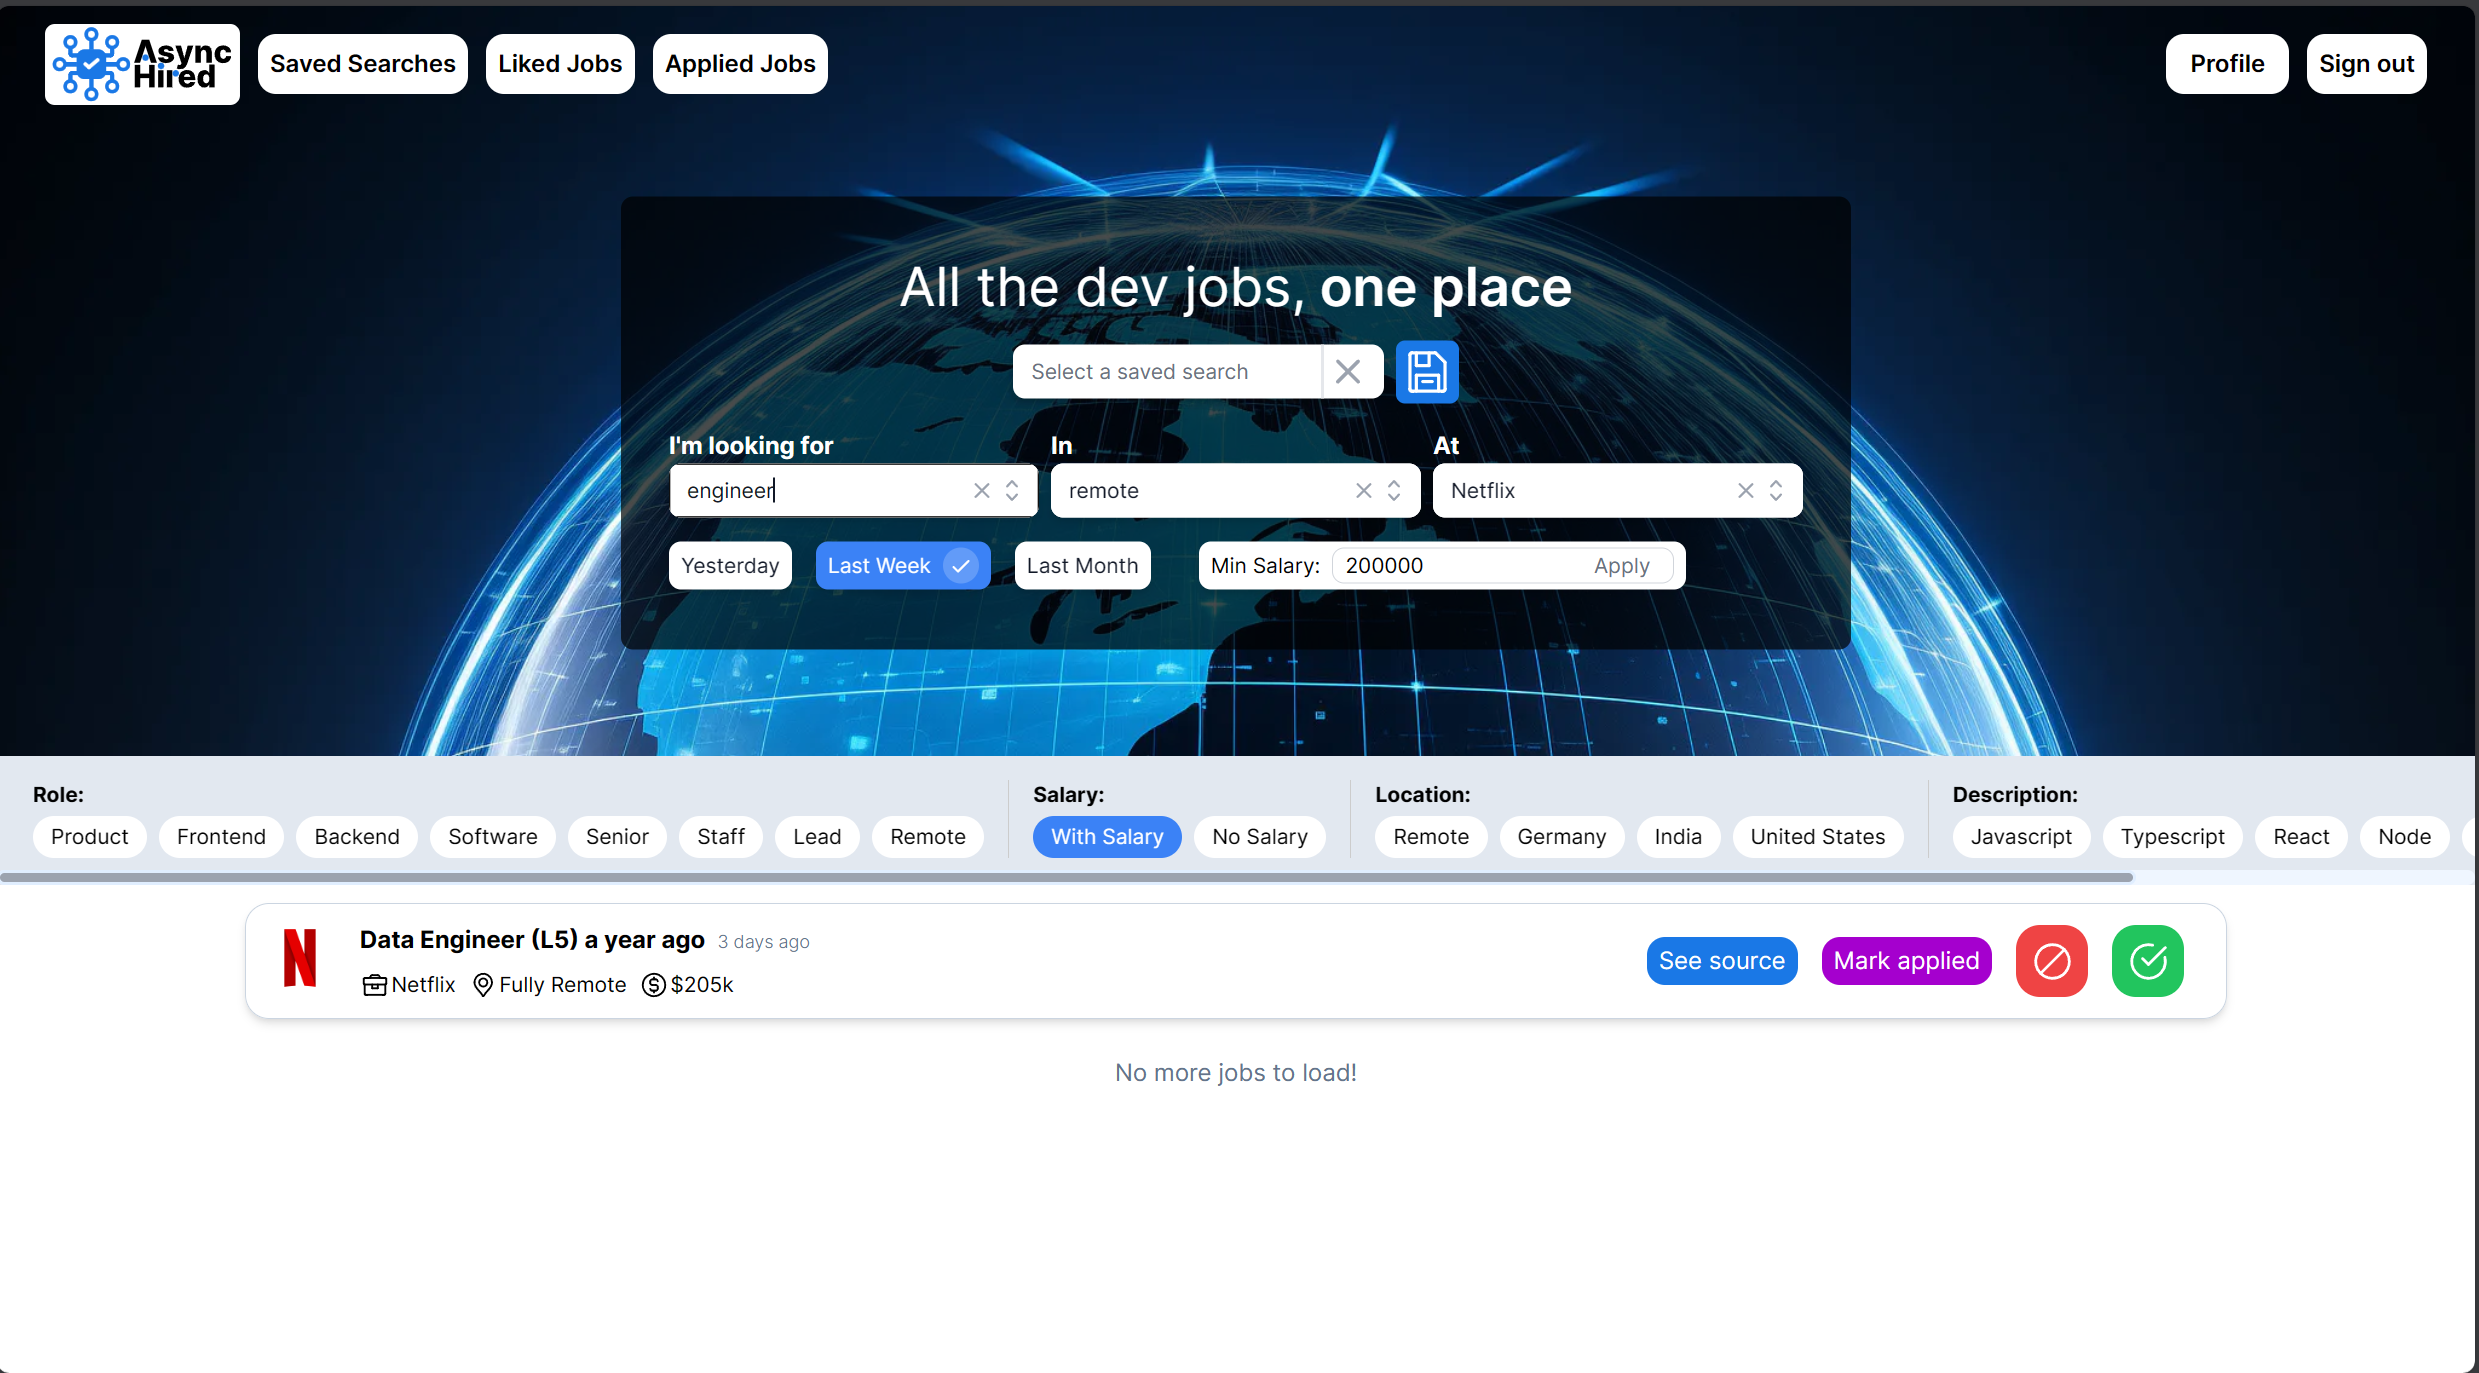 Async Hired
Saved Searches
Liked Jobs
Applied Jobs
Profile
Sign out
All the dev jobs, one place
Select a saved search
I'm looking for
In
At
engineer
remote
Netflix
Yesterday
Last Week
Last Month
Min Salary:
200000
Apply
Role:
Product
Frontend
Backend
Software
Senior
Staff
Lead
Remote
Salary:
With Salary
No Salary
Location:
Remote
Germany
India
United States
Description:
Javascript
Typescript
React
Node
Data Engineer (L5) a year ago 3 days ago
Netflix Fully Remote $205k
See source
Mark applied
No more jobs to load!